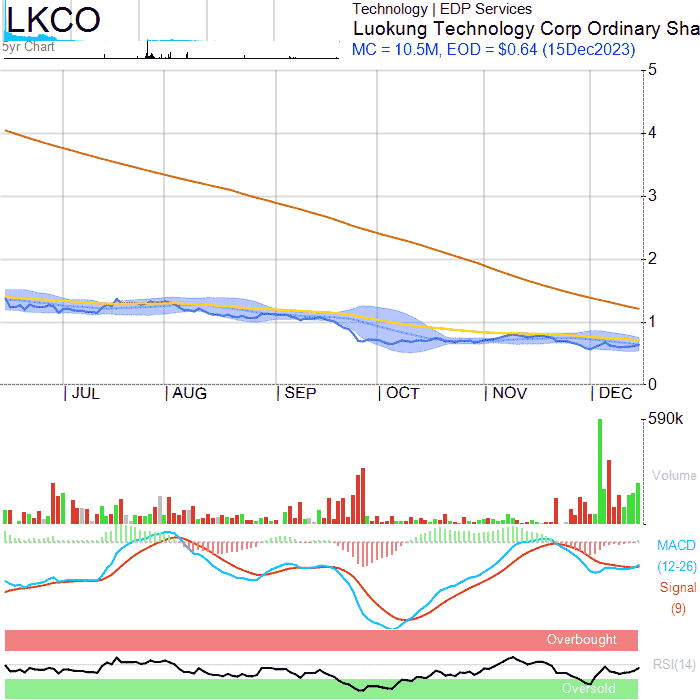 LKCO
5yr Chart
Technology | EDP Services
Luokung Technology Corp Ordinary Sha
MC = 10.5M, EOD = $0.64 (15Dec2023)
5
4
3
2
1
0
| JUL | AUG | SEP | OCT | NOV | DEC
590k
Volume
MACD
(12-26)
Signal
(9)
Overbought
RSI(14)
Oversold